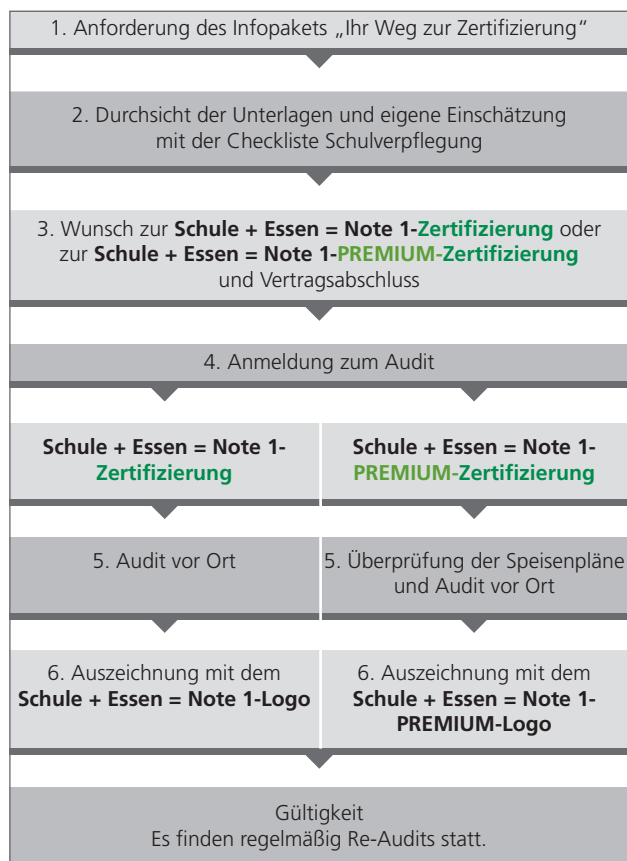 1. Anforderung des Infopakets „Ihr Weg zur Zertifizierung“
2. Durchsicht der Unterlagen und eigene Einschätzung
mit der Checkliste Schulverpflegung
3. Wunsch zur Schule + Essen = Note 1-Zertifizierung oder
zur Schule + Essen = Note 1-PREMIUM-Zertifizierung
und Vertragsabschluss
4. Anmeldung zum Audit
Schule + Essen = Note 1-
Zertifizierung
Schule + Essen = Note 1-
PREMIUM-Zertifizierung
5. Audit vor Ort
5. Überprüfung der Speisenpläne
und Audit vor Ort
6. Auszeichnung mit dem
Schule + Essen = Note 1-Logo
6. Auszeichnung mit dem
Schule + Essen = Note 1-
PREMIUM-Logo
Gültigkeit
Es finden regelmäßig Re-Audits statt.